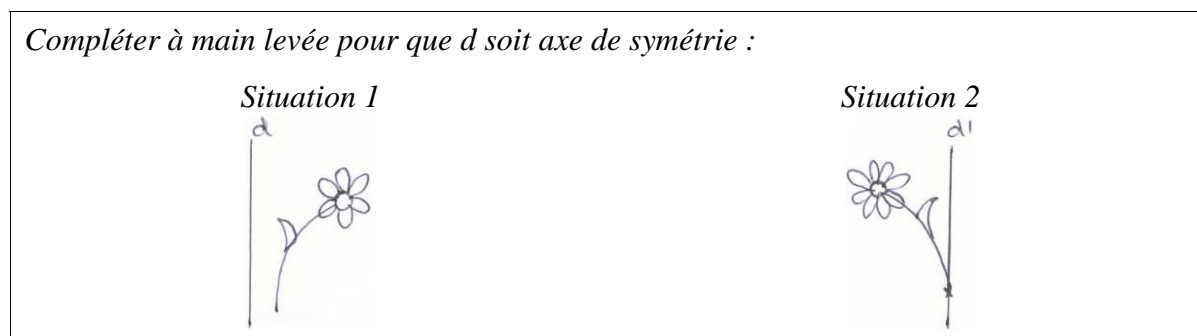 Compléter à main levée pour que d soit axe de symétrie :
Situation 1
Situation 2
d
d'